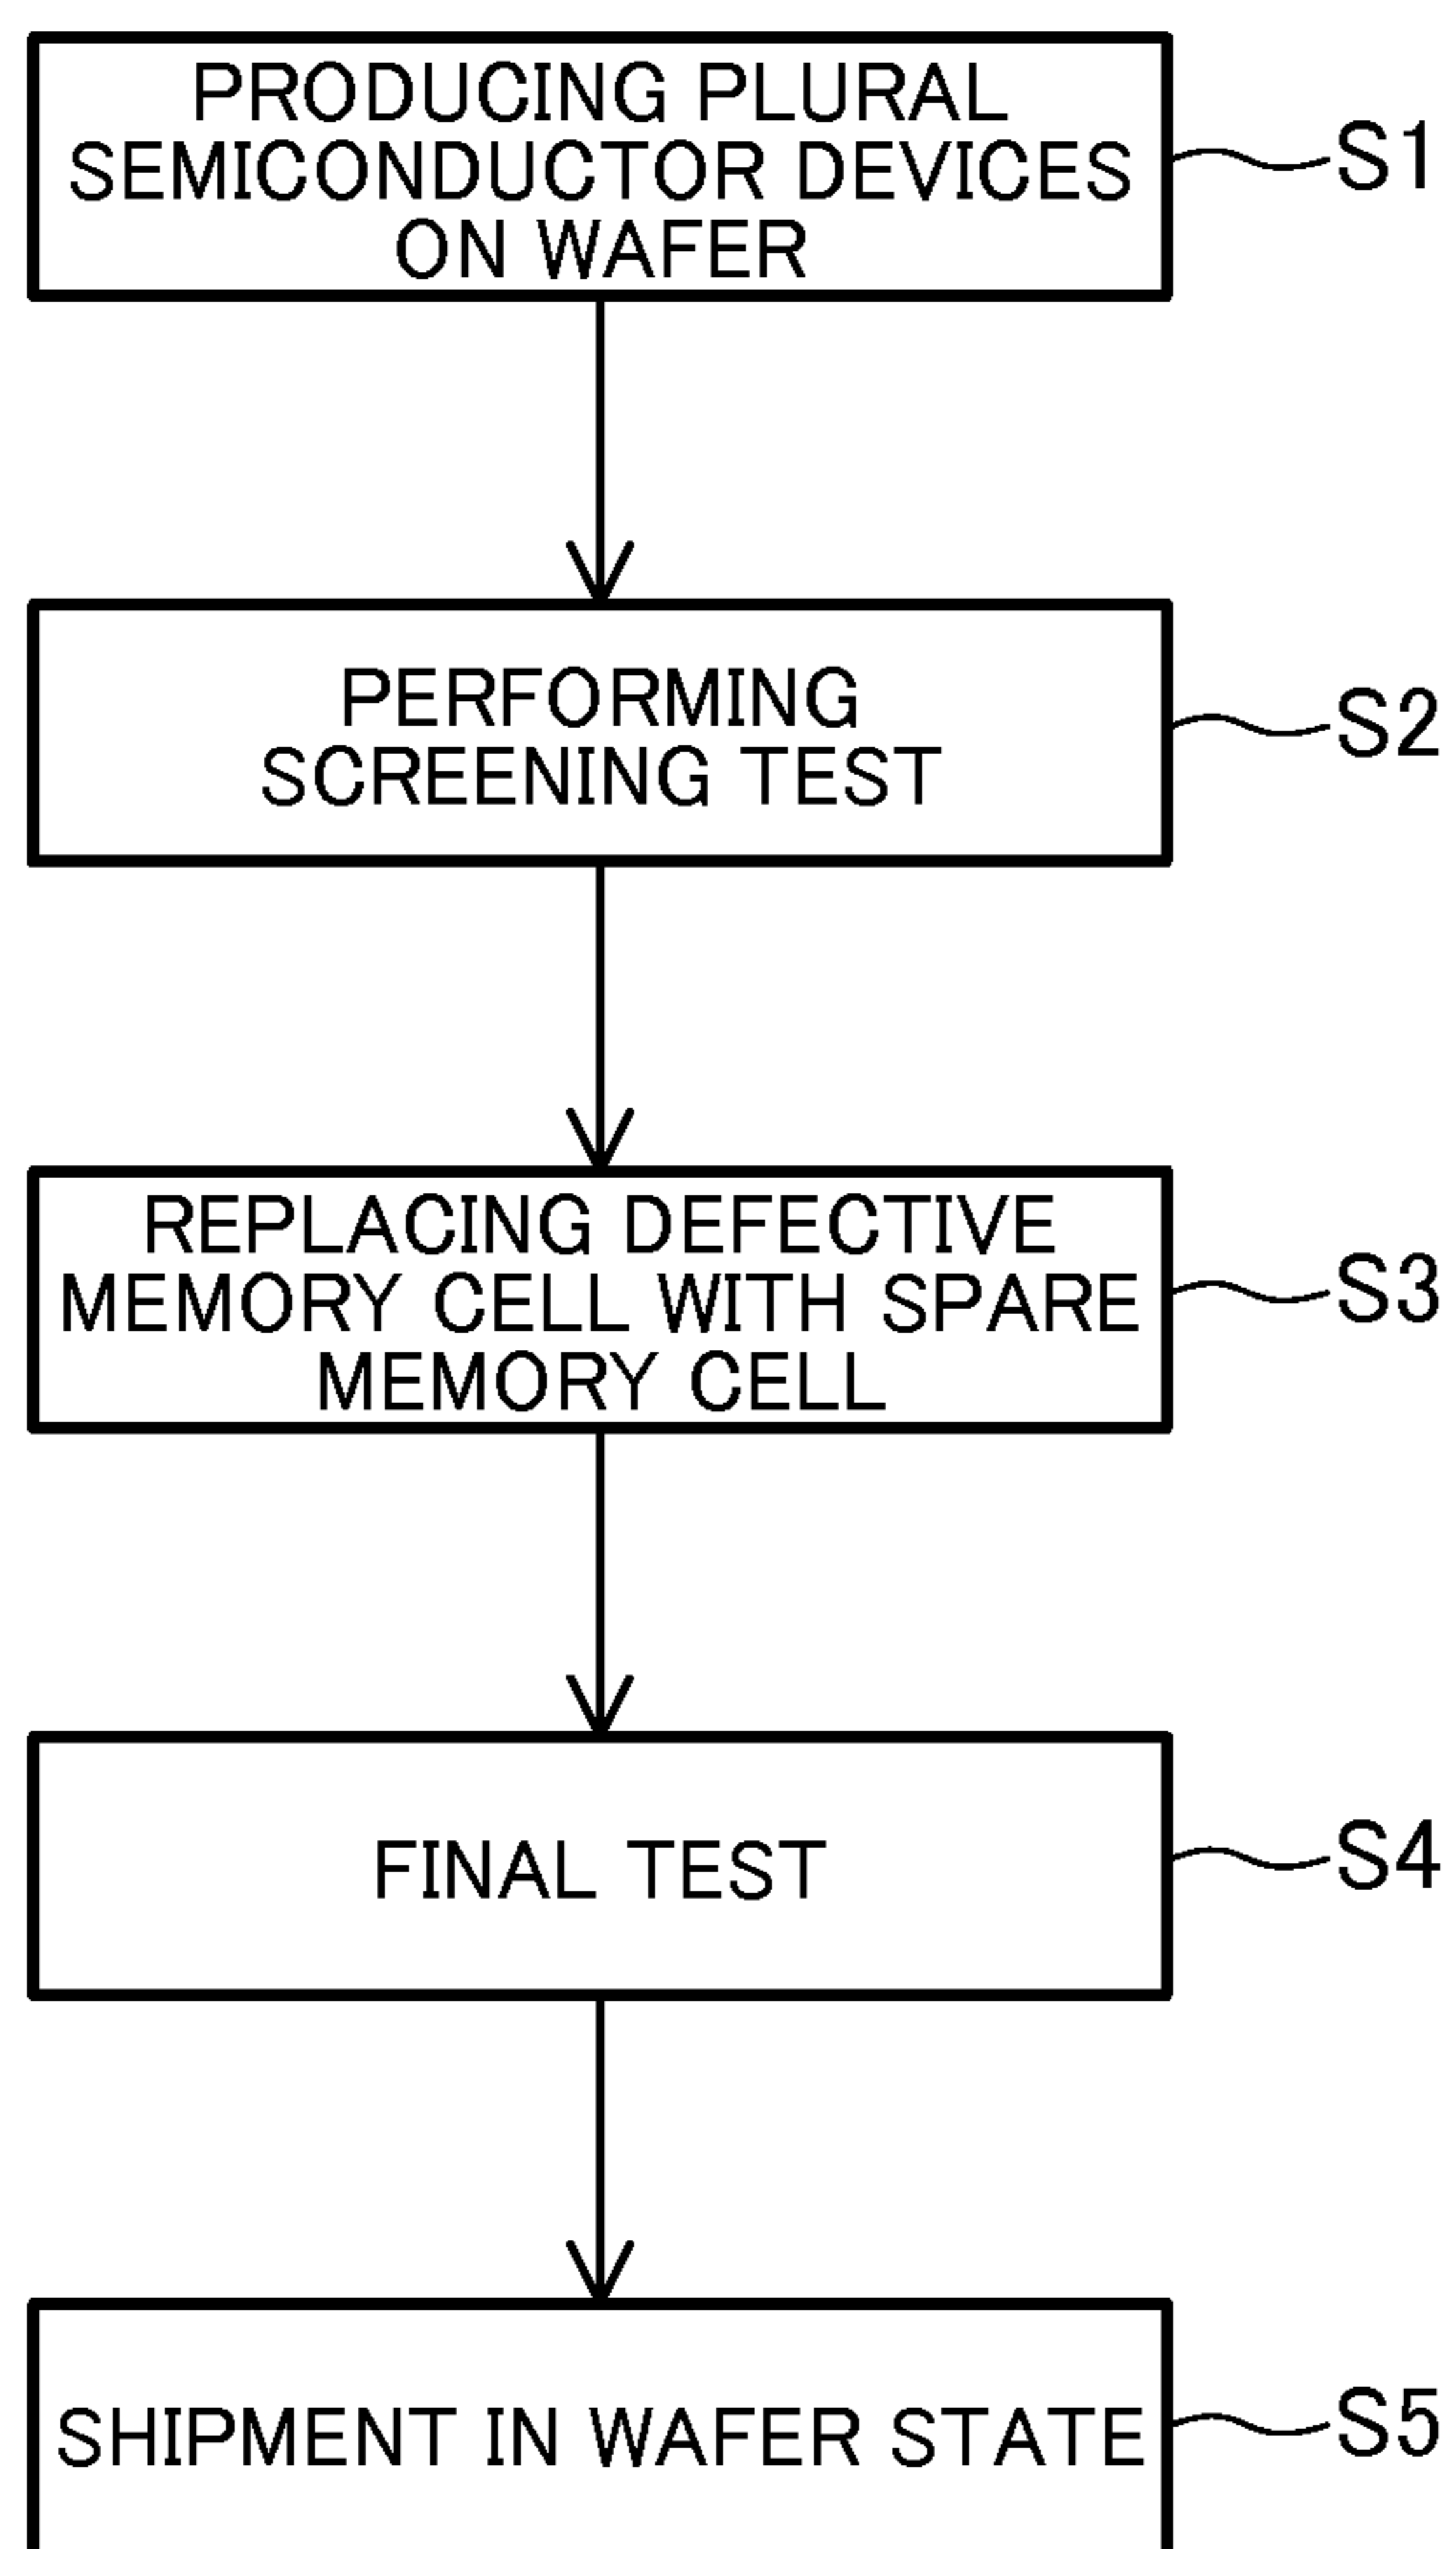 PRODUCING PLURAL
SEMICONDUCTOR DEVICES
ON WAFER
S1
PERFORMING
SCREENING TEST
S2
REPLACING DEFECTIVE
MEMORY CELL WITH SPARE
MEMORY CELL
S3
FINAL TEST
S4
SHIPMENT IN WAFER STATE
S5